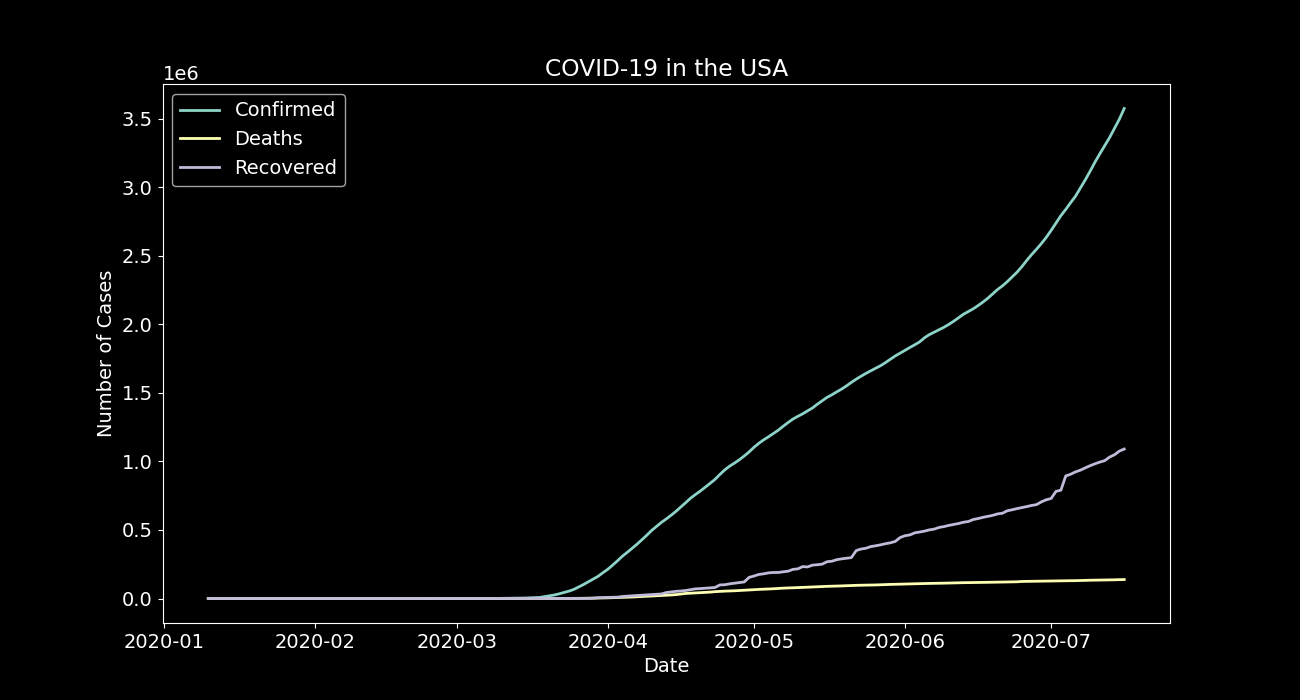 COVID-19 in the USA
1e6
Confirmed
Deaths
Recovered
3.5
3.0
2.5
2.0
1.5
1.0
0.5
0.0
Number of Cases
2020-01 2020-02 2020-03 2020-04 2020-05 2020-06 2020-07
Date